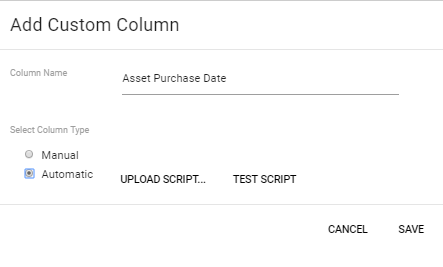 Add Custom Column
Column Name
Asset Purchase Date
Select Column Type
Manual
Automatic UPLOAD SCRIPT... TEST SCRIPT
CANCEL SAVE